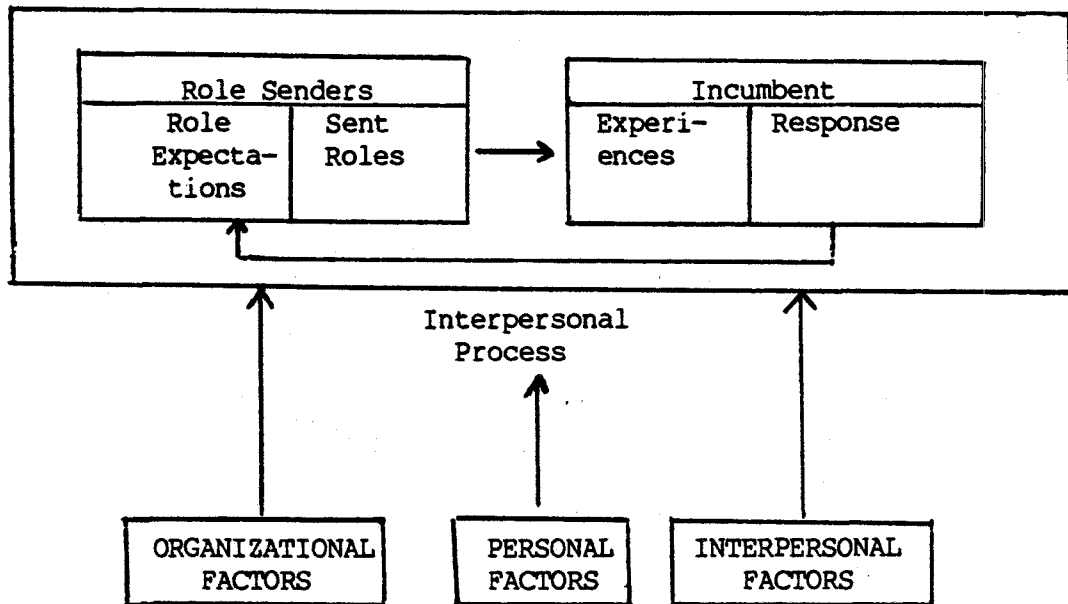 Role Senders
Role
Expecta-
tions
Sent
Roles
Incumbent
Experi-
ences
Response
Interpersonal
Process
ORGANIZATIONAL
FACTORS
PERSONAL
FACTORS
INTERPERSONAL
FACTORS